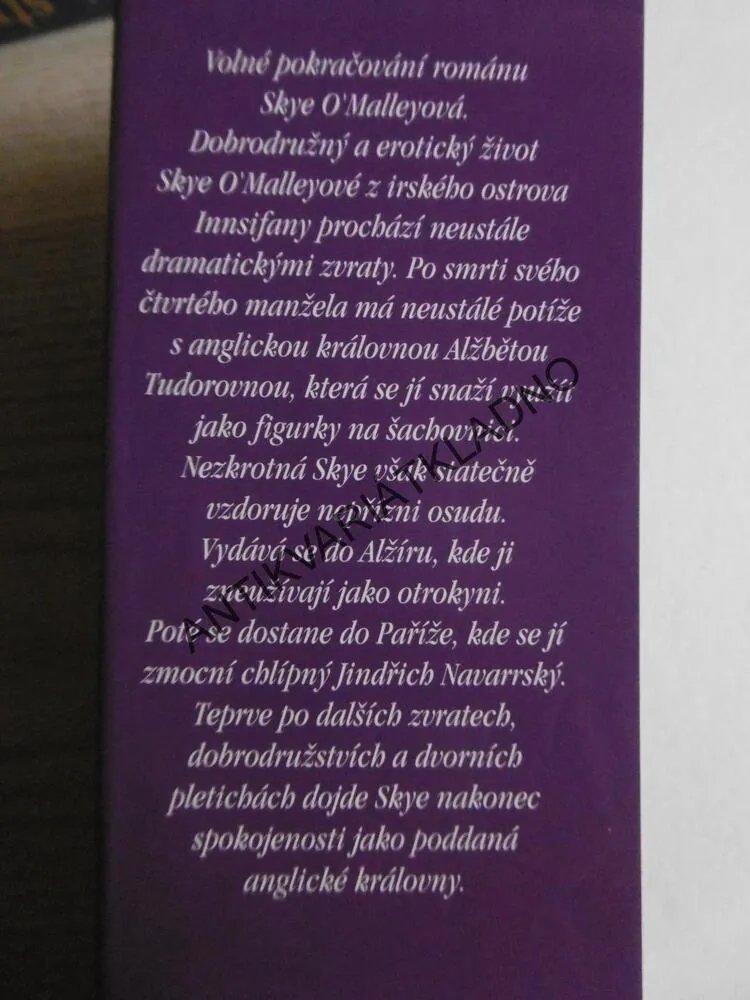 Volné pokračování románu
Skye O'Malleyová.
Dobrodružný a erotický život
Skye O'Malleyové z irského ostrova
Innsifany prochází neustále
dramatickými zvraty. Po smrti svého
čtvrtého manžela má neustálé potíže
s anglickou královnou Alžbětou
Tudorovnou, která se jí snaží využít
jako figurky na šachovnici.
Nezkrotná Skye však statečně
vzdoruje nepřízni osudu.
Vydává se do Alžíru, kde ji
zneužívají jako otrokyni.
Poté se dostane do Paříže, kde se jí
zmocní chlípný Jindřich Navarrský.
Teprve po dalších zvratech,
dobrodružstvích a dvorních
pletichách dojde Skye nakonec
spokojenosti jako poddaná
anglické královny.
ANTIKVARIATKLADNO